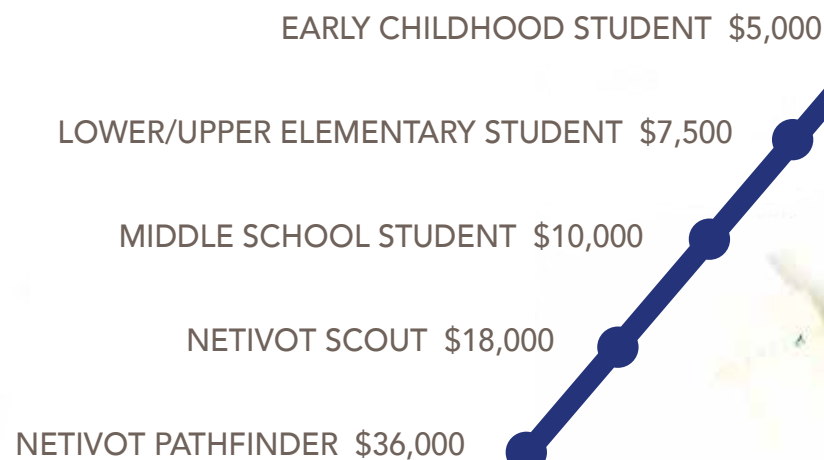 EARLY CHILDHOOD STUDENT $5,000
LOWER/UPPER ELEMENTARY STUDENT $7,500
MIDDLE SCHOOL STUDENT $10,000
NETIVOT SCOUT $18,000
NETIVOT PATHFINDER $36,000